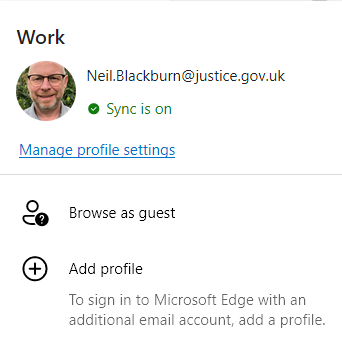 Work
Neil.Blackburn@justice.gov.uk
Sync is on
Manage profile settings
Browse as guest
Add profile
To sign in to Microsoft Edge with an
additional email account, add a profile.